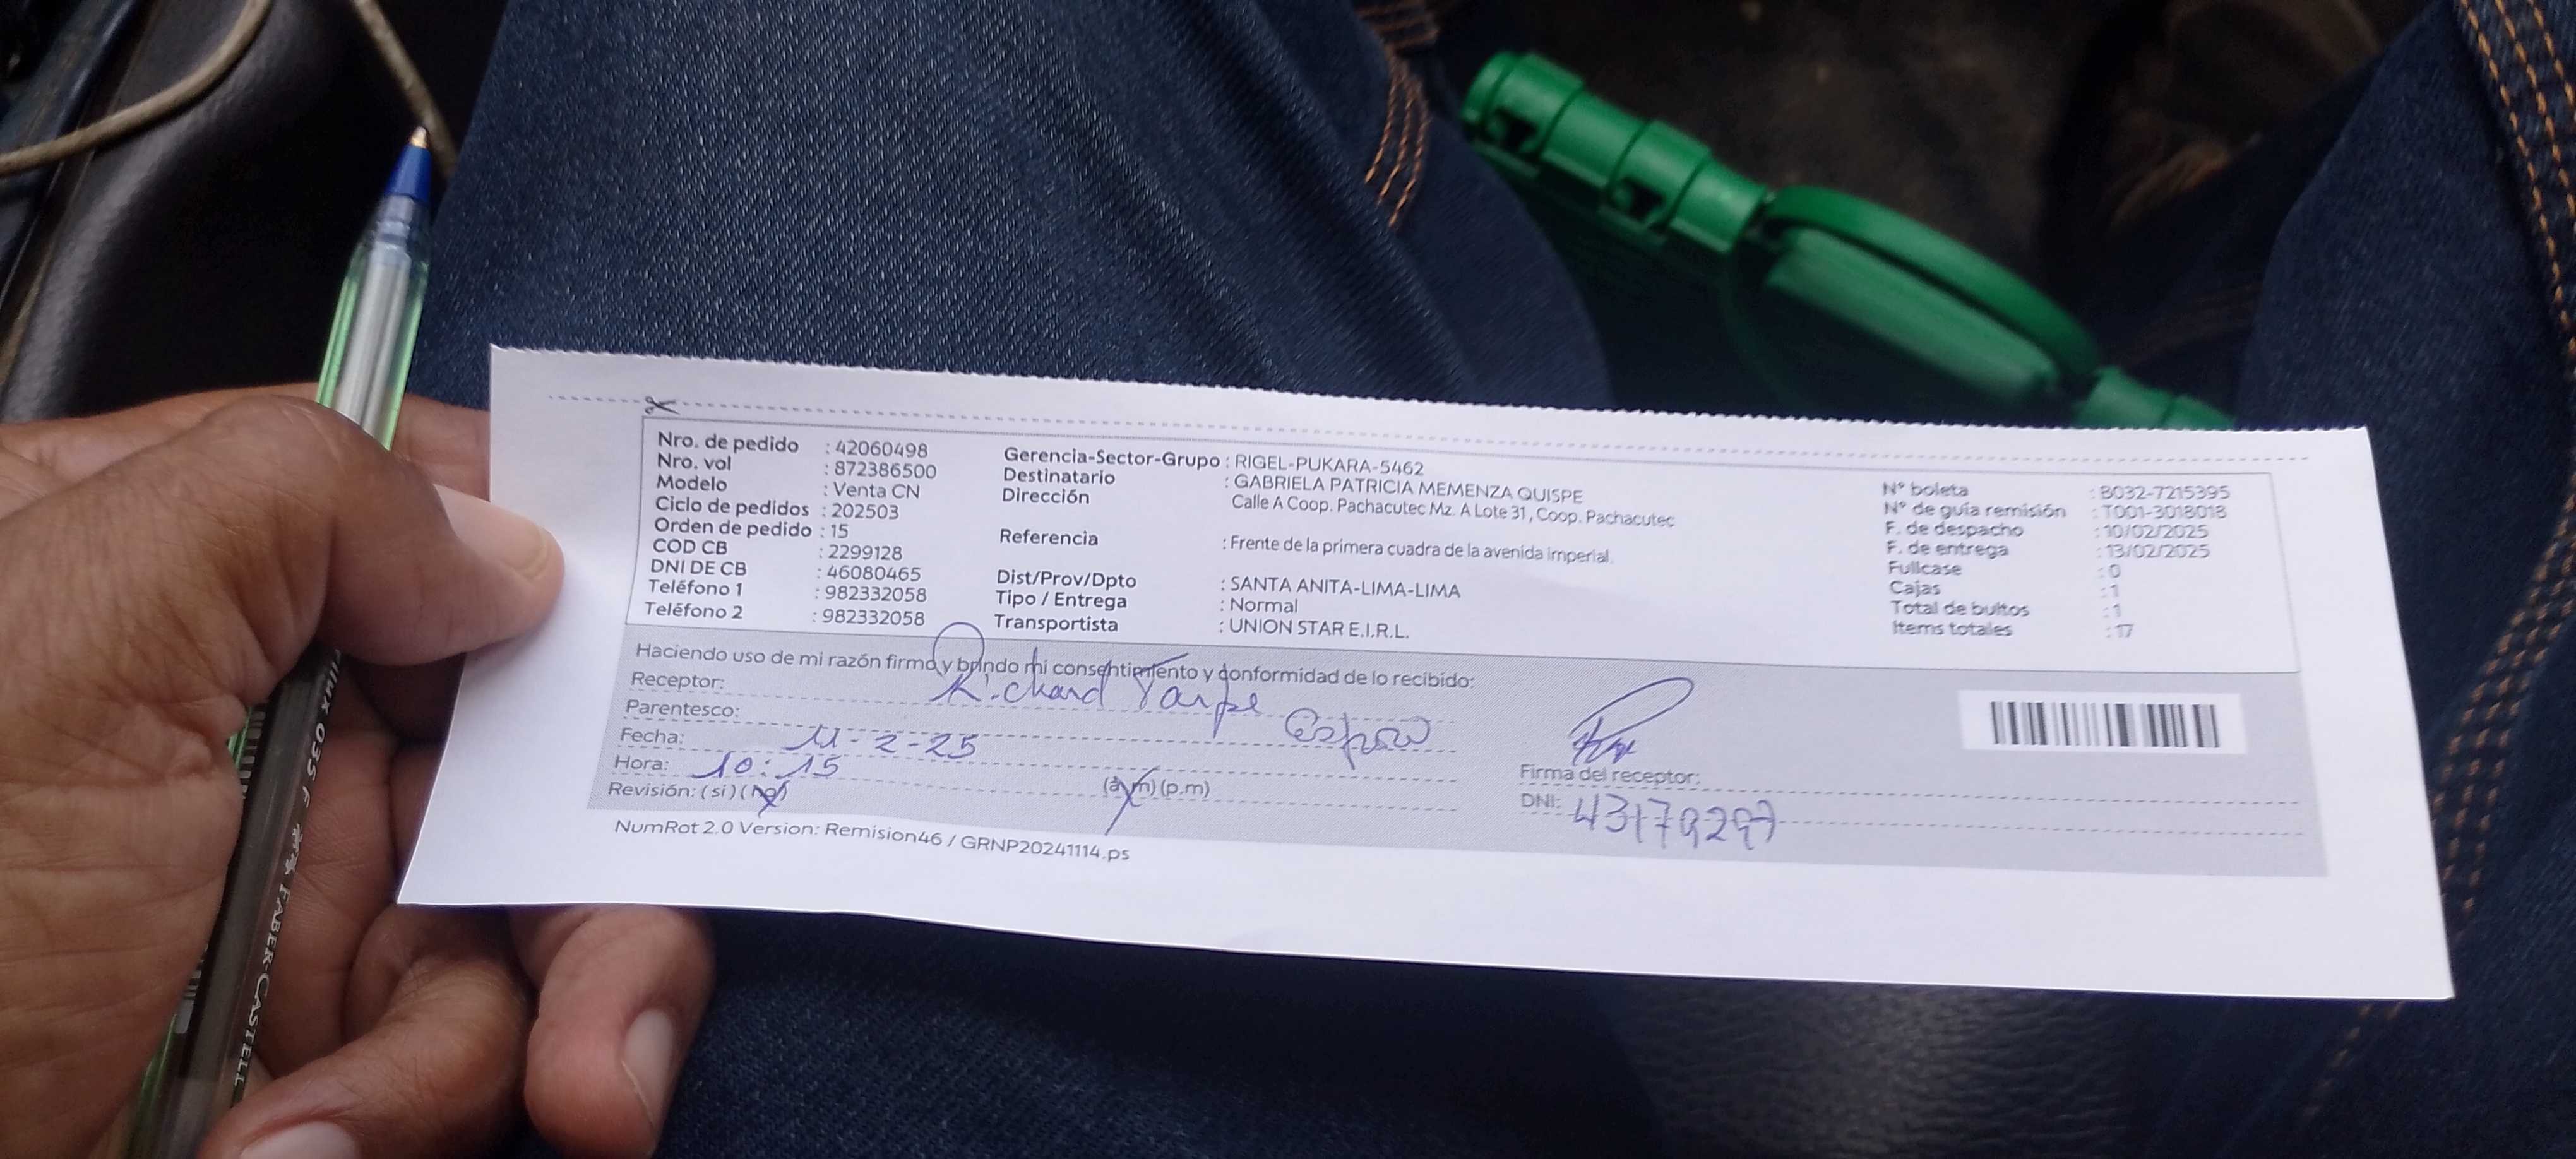 Nro. de pedido : 42060498
Nro. vol : 872386500
Modelo : Venta CN
Ciclo de pedidos : 202503
Orden de pedido : 15
COD CB : 2299128
DNI DE CB : 46080465
Teléfono 1 : 982332058
Teléfono 2 : 982332058
Gerencia-Sector-Grupo : RIGEL-PUKARA-5462
Destinatario : GABRIELA PATRICIA MEMENZA QUISPE
Dirección Calle A Coop. Pachacutec Mz. A Lote 31, Coop. Pachacutec
Referencia : Frente de la primera cuadra de la avenida imperial.
Dist/Prov/Dpto : SANTA ANITA-LIMA-LIMA
Tipo / Entrega : Normal
Transportista : UNION STAR E.I.R.L.
N° boleta : B032-7215395
N° de guía remisión : T001-3018018
F. de despacho : 10/02/2025
F. de entrega : 13/02/2025
Fullcase : 0
Cajas : 1
Total de bultos : 1
Items totales : 17
Haciendo uso de mi razón firmo y brindo mi consentimiento y conformidad de lo recibido:
Receptor: Richard
Parentesco: Esposo
Fecha: 11-2-25
Hora: 10:15 (a.m) (p.m)
Revisión: (si) (no)
Firma del receptor:
DNI: 43179297
NumRot 2.0 Version: Remision46 / GRNP20241114.ps
035 F FABER-CASTELL